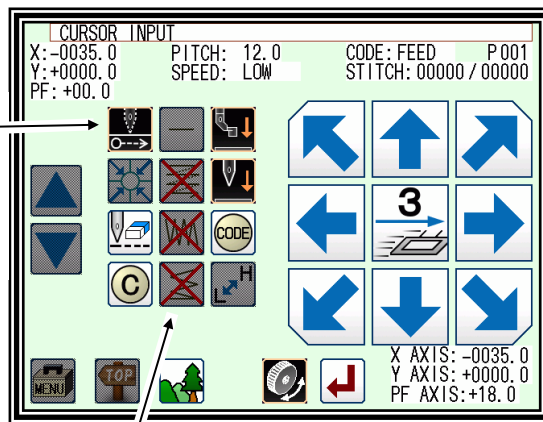 CURSOR INPUT
X:-0035.0 PITCH: 12.0 CODE: FEED P001
Y:+0000.0 SPEED: LOW STITCH: 00000/00000
PF: +00.0
3
CODE
C
L H
MENU
TOP
X AXIS: -0035.0
Y AXIS: +0000.0
PF AXIS:+18.0